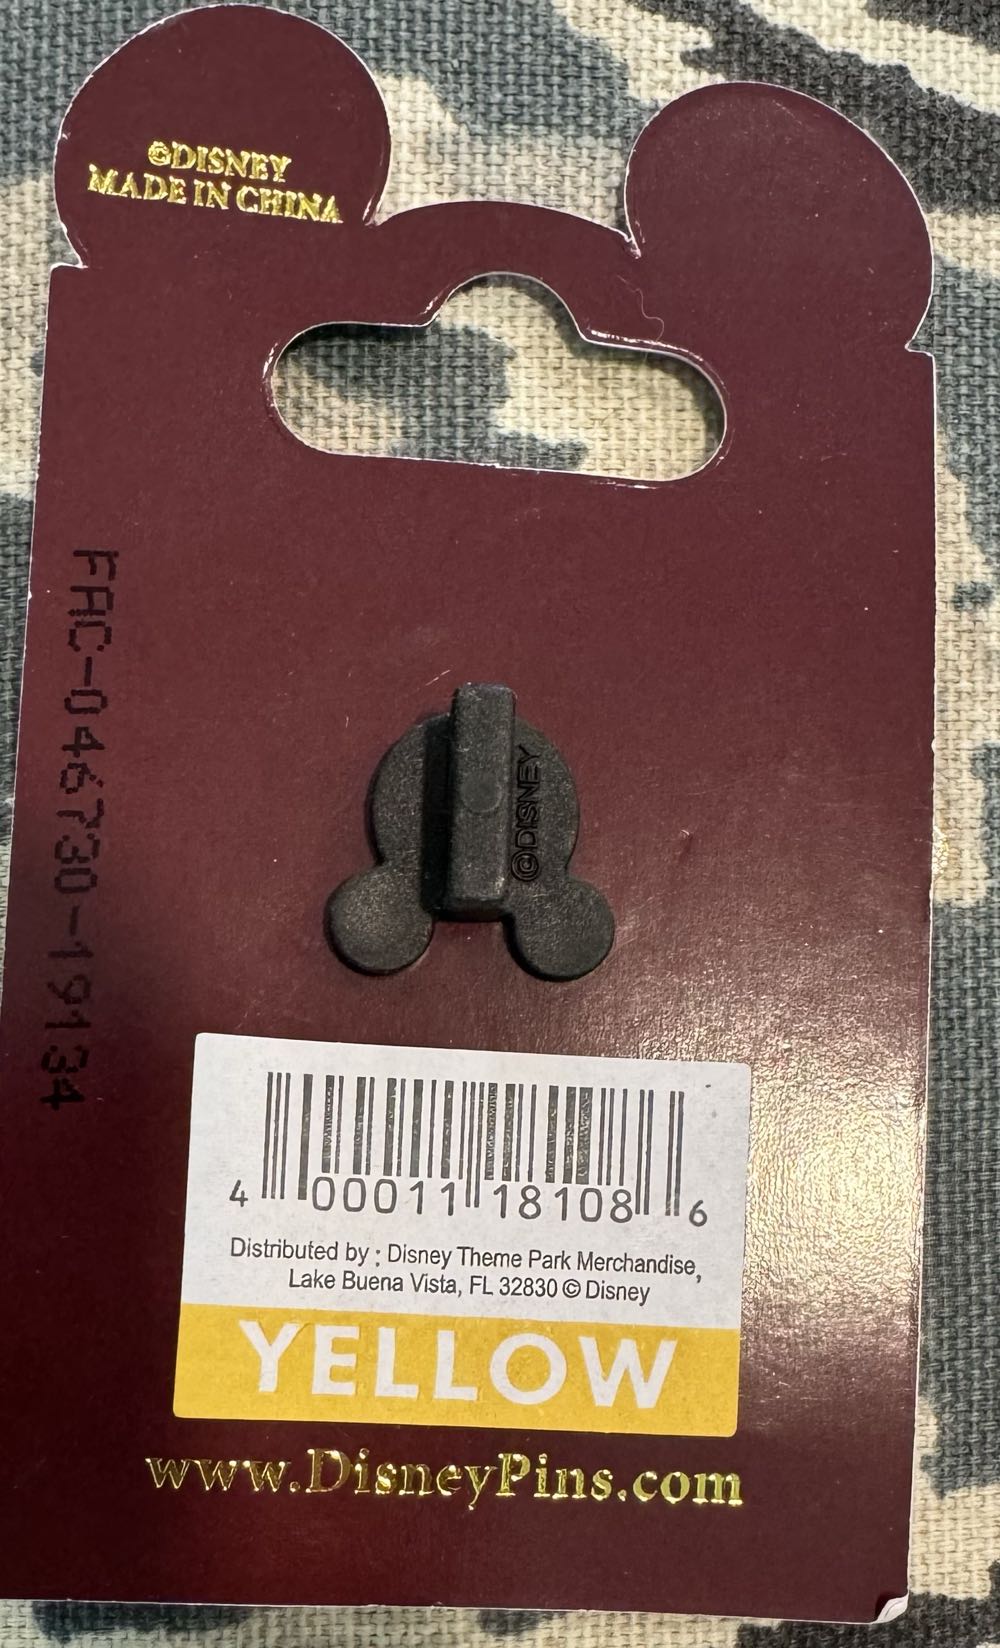 ©DISNEY
MADE IN CHINA
FAC-046730-19134
©DISNEY
4 00011 18108 6
Distributed by ; Disney Theme Park Merchandise,
Lake Buena Vista, FL 32830 © Disney
YELLOW
www.DisneyPins.com